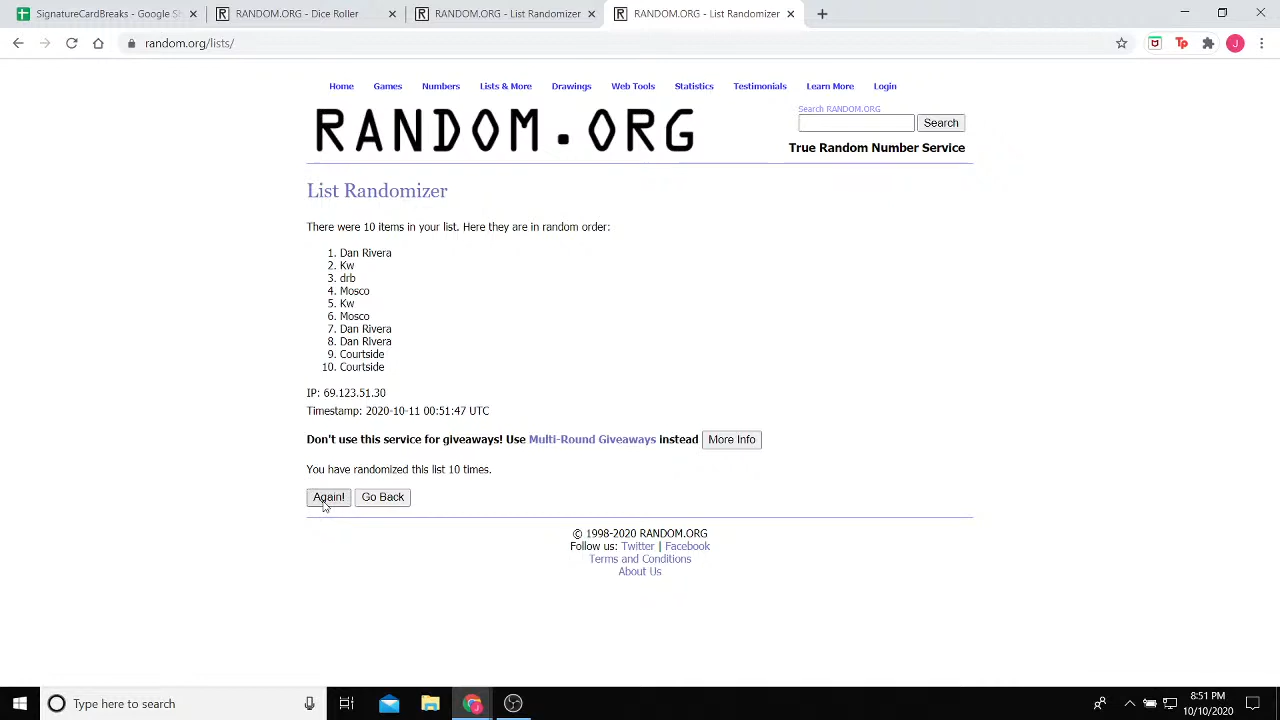 SignatureCardBreaks - Google Sh
RANDOM.ORG - Dice Roller
RANDOM.ORG - List Randomizer
RANDOM.ORG - List Randomizer
random.org/lists/
Home Games Numbers Lists & More Drawings Web Tools Statistics Testimonials Learn More Login
RANDOM.ORG
Search RANDOM.ORG
Search
True Random Number Service
List Randomizer
There were 10 items in your list. Here they are in random order:
1. Dan Rivera
2. Kw
3. drb
4. Mosco
5. Kw
6. Mosco
7. Dan Rivera
8. Dan Rivera
9. Courtside
10. Courtside
IP: 69.123.51.30
Timestamp: 2020-10-11 00:51:47 UTC
Don't use this service for giveaways! Use Multi-Round Giveaways instead More Info
You have randomized this list 10 times.
Again! Go Back
© 1998-2020 RANDOM.ORG
Follow us: Twitter | Facebook
Terms and Conditions
About Us
Type here to search
8:51 PM
10/10/2020